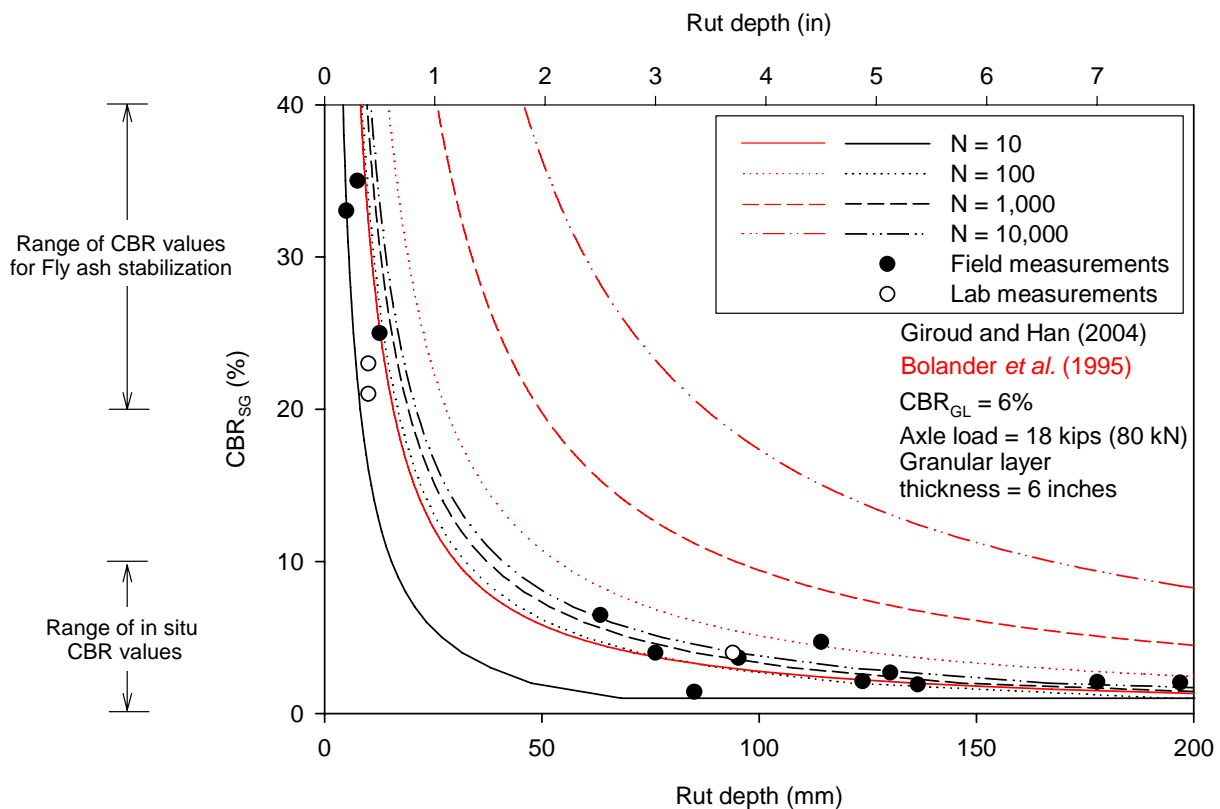 Rut depth (in)
0 1 2 3 4 5 6 7
40
30
20
10
0
CBRSG (%)
Range of CBR values
for Fly ash stabilization
Range of in situ
CBR values
N = 10
N = 100
N = 1,000
N = 10,000
Field measurements
Lab measurements
Giroud and Han (2004)
Bolander et al. (1995)
CBRGL = 6%
Axle load = 18 kips (80 kN)
Granular layer
thickness = 6 inches
0 50 100 150 200
Rut depth (mm)